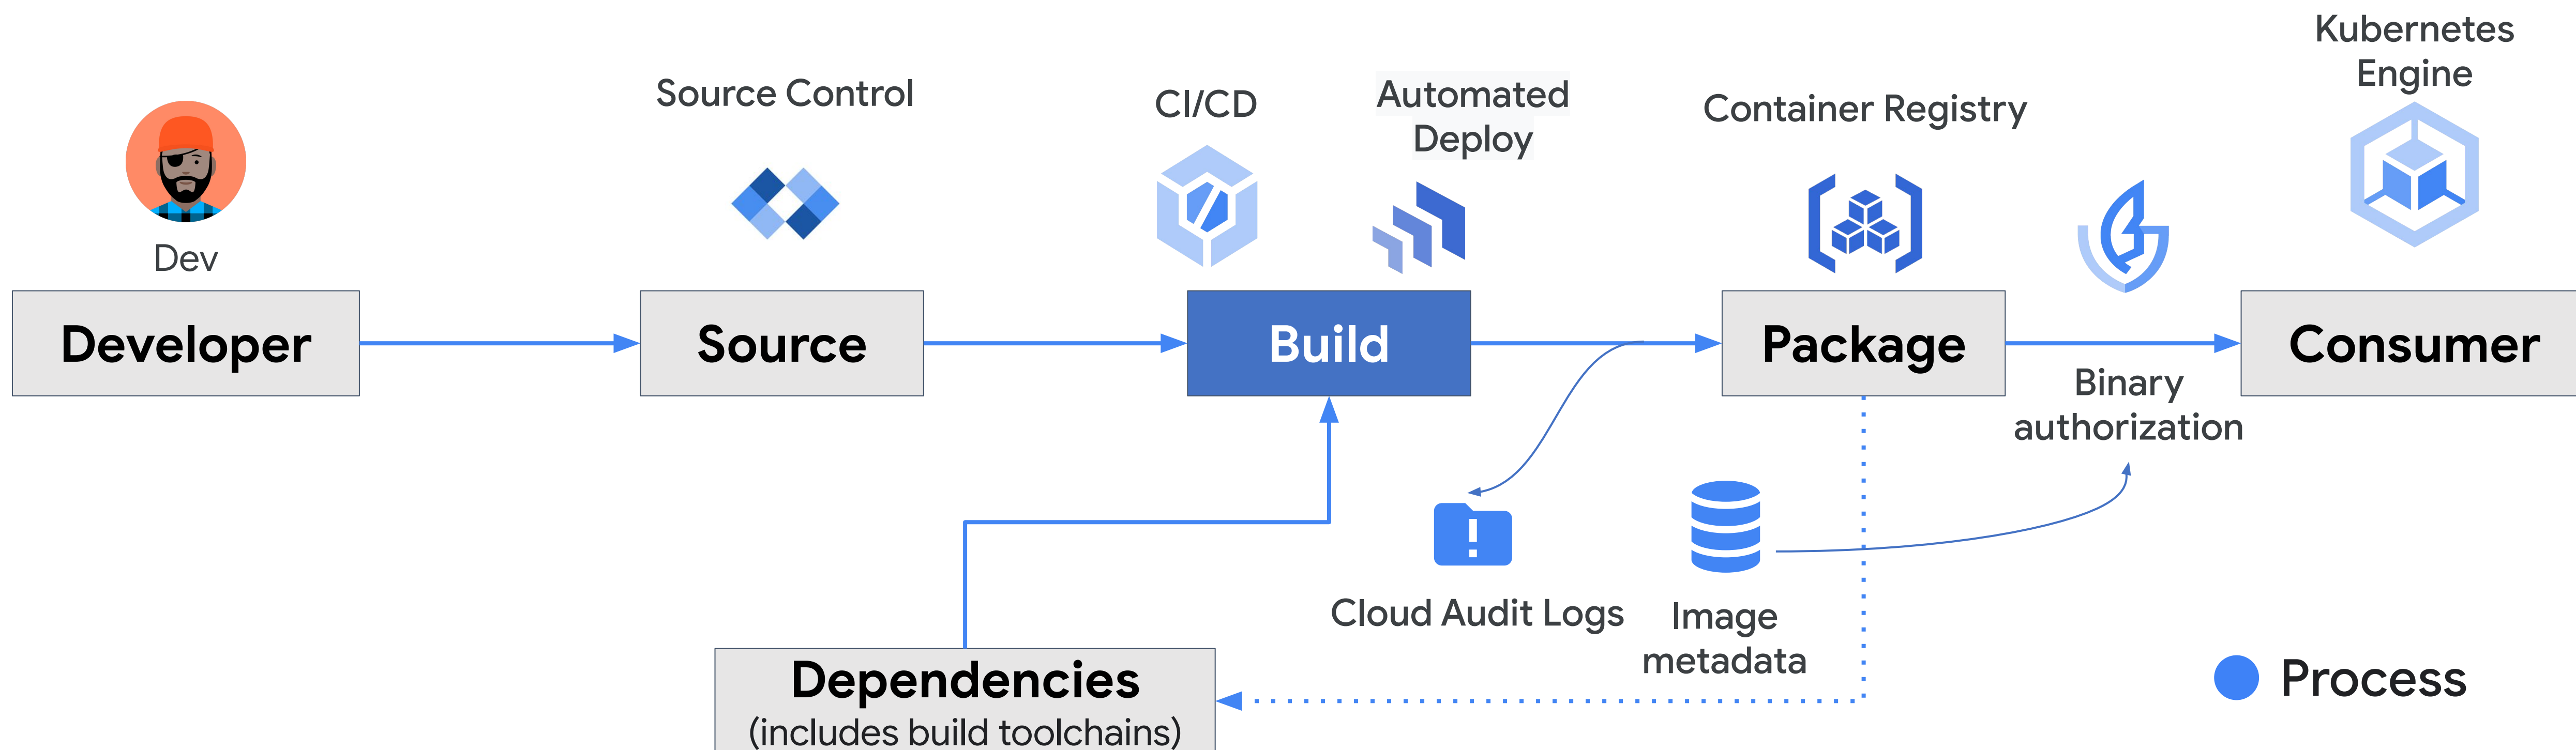 Kubernetes
Engine
Source Control
CI/CD
Automated
Deploy
Container Registry
Dev
Developer
Source
Build
Package
Consumer
Binary
authorization
Cloud Audit Logs
Image
metadata
Dependencies
(includes build toolchains)
Process